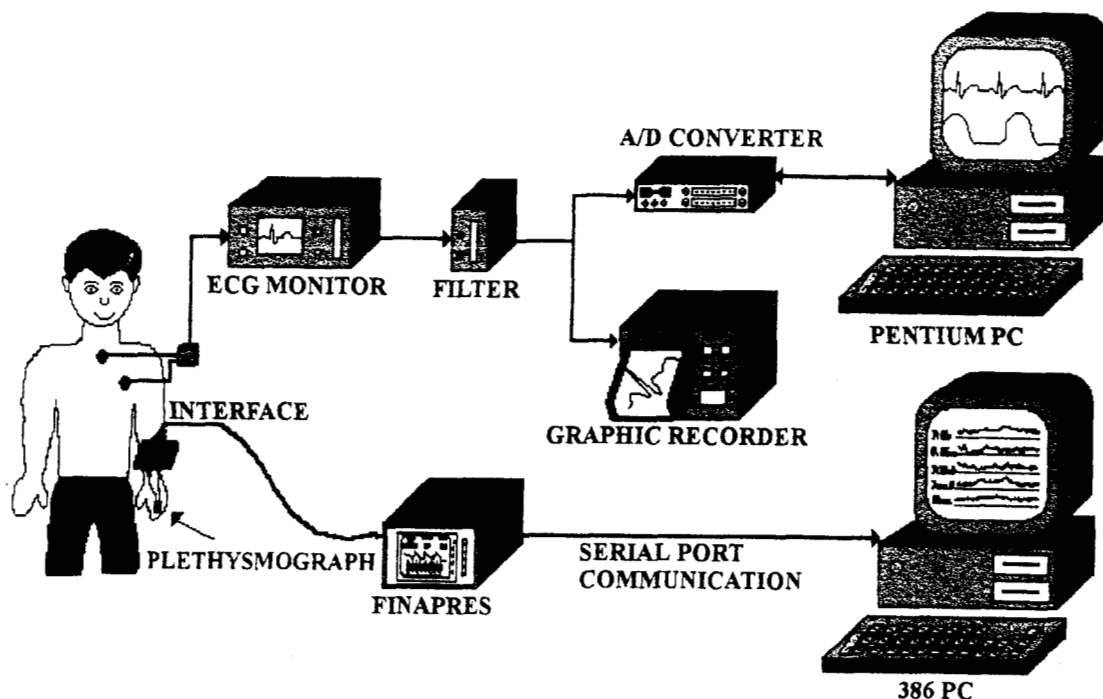 A/D CONVERTER
ECG MONITOR
FILTER
PENTIUM PC
INTERFACE
GRAPHIC RECORDER
PLETHYSMOGRAPH
SERIAL PORT
COMMUNICATION
FINAPRES
386 PC